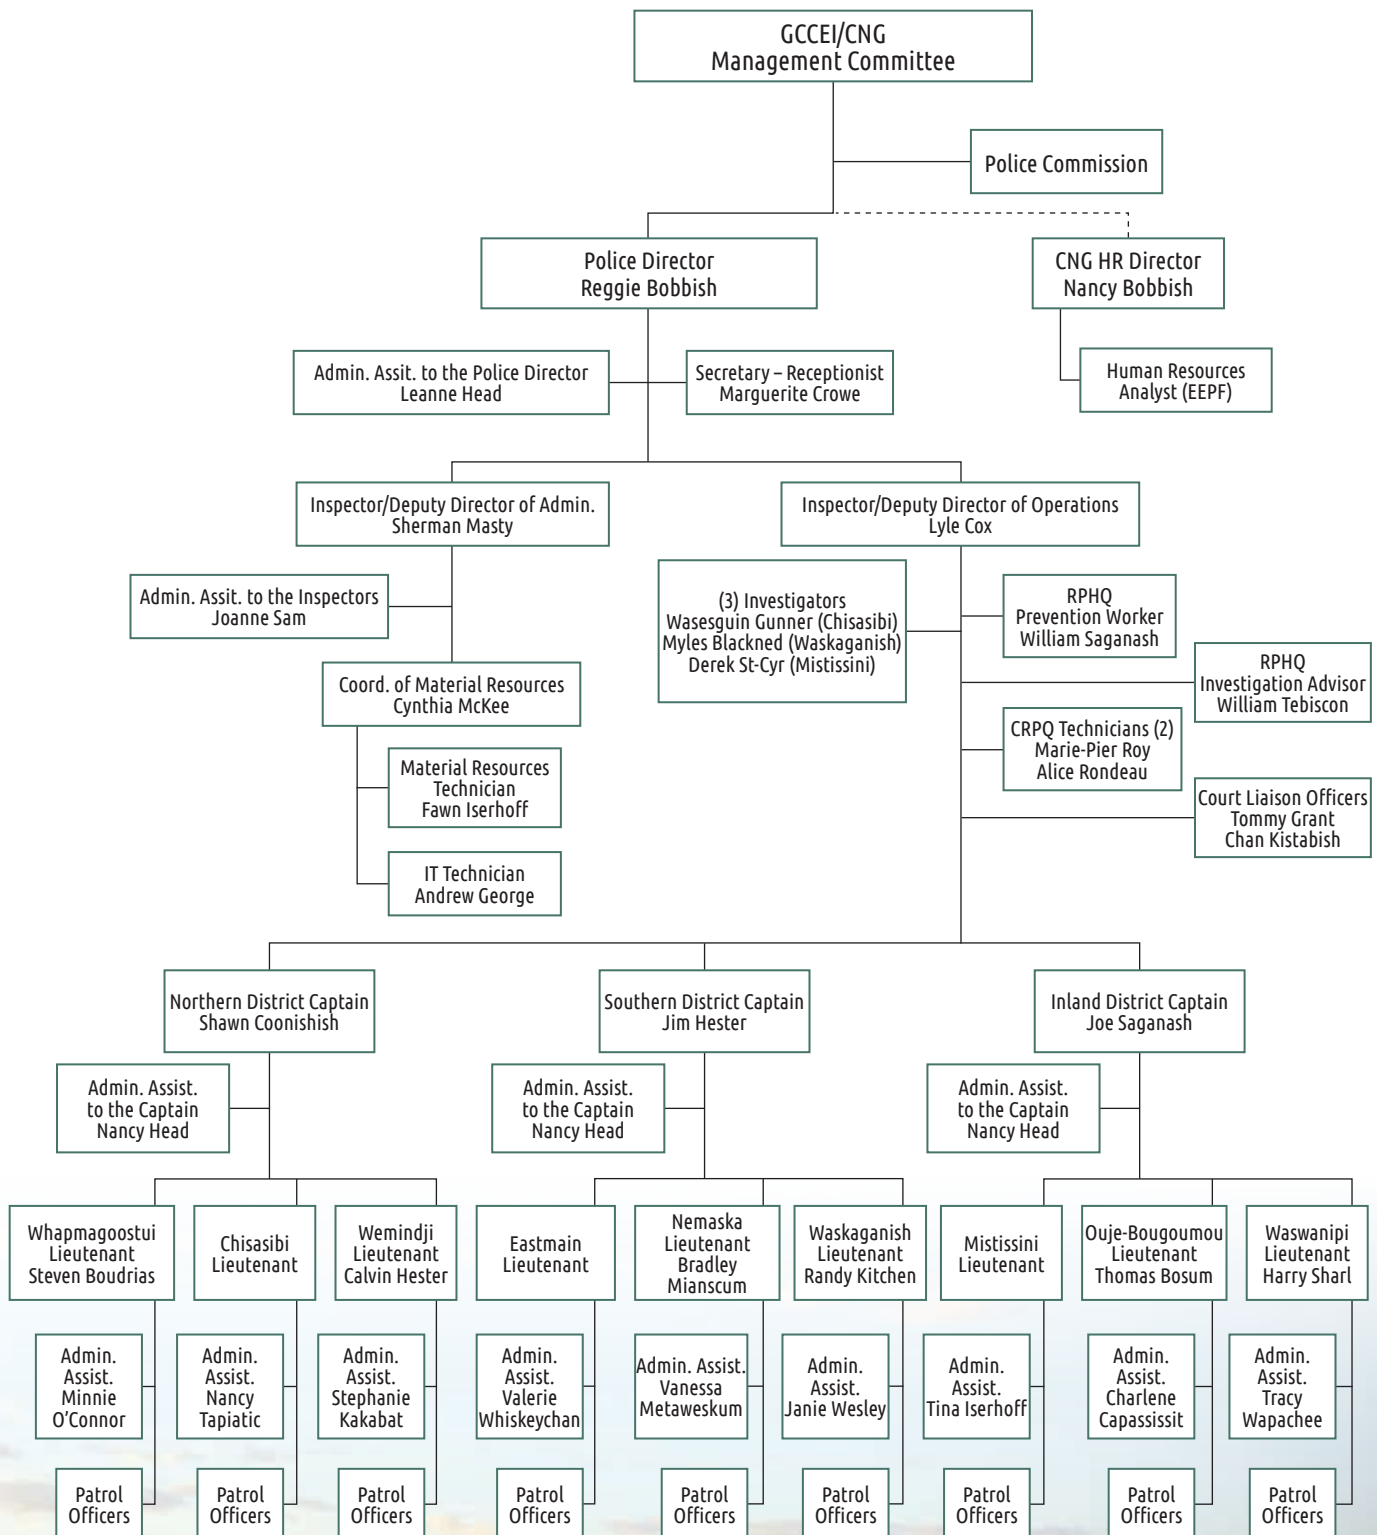 GCCEI/CNG
Management Committee
Police Commission
Police Director
Reggie Bobbish
CNG HR Director
Nancy Bobbish
Admin. Assit. to the Police Director
Leanne Head
Secretary – Receptionist
Marguerite Crowe
Human Resources
Analyst (EEPF)
Inspector/Deputy Director of Admin.
Sherman Masty
Inspector/Deputy Director of Operations
Lyle Cox
Admin. Assit. to the Inspectors
Joanne Sam
(3) Investigators
Wasesguin Gunner (Chisasibi)
Myles Blackned (Waskaganish)
Derek St-Cyr (Mistissini)
RPHQ
Prevention Worker
William Saganash
RPHQ
Investigation Advisor
William Tebiscon
Coord. of Material Resources
Cynthia McKee
CRPQ Technicians (2)
Marie-Pier Roy
Alice Rondeau
Material Resources
Technician
Fawn Iserhoff
Court Liaison Officers
Tommy Grant
Chan Kistabish
IT Technician
Andrew George
Northern District Captain
Shawn Coonishish
Southern District Captain
Jim Hester
Inland District Captain
Joe Saganash
Admin. Assist.
to the Captain
Nancy Head
Admin. Assist.
to the Captain
Nancy Head
Admin. Assist.
to the Captain
Nancy Head
Whapmagoostui
Lieutenant
Steven Boudrias
Chisasibi
Lieutenant
Wemindji
Lieutenant
Calvin Hester
Eastmain
Lieutenant
Nemaska
Lieutenant
Bradley
Mianscum
Waskaganish
Lieutenant
Randy Kitchen
Mistissini
Lieutenant
Ouje-Bougoumou
Lieutenant
Thomas Bosum
Waswanipi
Lieutenant
Harry Sharl
Admin.
Assist.
Minnie
O'Connor
Admin.
Assist.
Nancy
Tapiatic
Admin.
Assist.
Stephanie
Kakabat
Admin.
Assist.
Valerie
Whiskeychan
Admin. Assist.
Vanessa
Metaweskum
Admin.
Assist.
Janie Wesley
Admin.
Assist.
Tina Iserhoff
Admin.
Assist.
Charlene
Capassissit
Admin.
Assist.
Tracy
Wapachee
Patrol
Officers
Patrol
Officers
Patrol
Officers
Patrol
Officers
Patrol
Officers
Patrol
Officers
Patrol
Officers
Patrol
Officers
Patrol
Officers